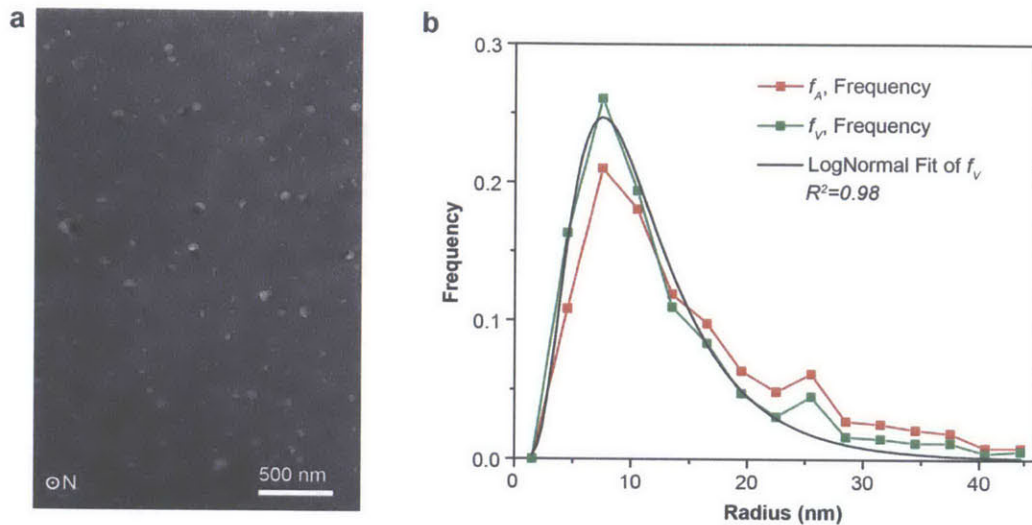 a
⊙N
500 nm
b
0.3
0.2
0.1
0.0
Frequency
0
10
20
30
40
Radius (nm)
f_A, Frequency
f_V, Frequency
LogNormal Fit of f_V
R²=0.98